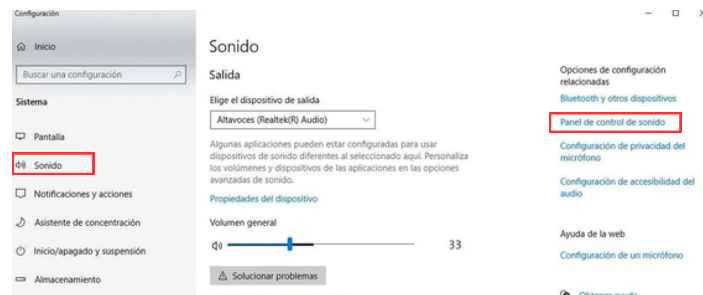 Configuración
Inicio
Buscar una configuración
Sistema
Pantalla
Sonido
Notificaciones y acciones
Asistente de concentración
Inicio/apagado y suspensión
Almacenamiento
Sonido
Salida
Elige el dispositivo de salida
Altavoces (Realtek(R) Audio)
Algunas aplicaciones pueden estar configuradas para usar
dispositivos de sonido diferentes al seleccionado aquí. Personaliza
los volúmenes y dispositivos de las aplicaciones en las opciones
avanzadas de sonido.
Propiedades del dispositivo
Volumen general
33
Solucionar problemas
Opciones de configuración
relacionadas
Bluetooth y otros dispositivos
Panel de control de sonido
Configuración de privacidad del
micrófono
Configuración de accesibilidad del
audio
Ayuda de la web
Configuración de un micrófono
Obtener ayuda